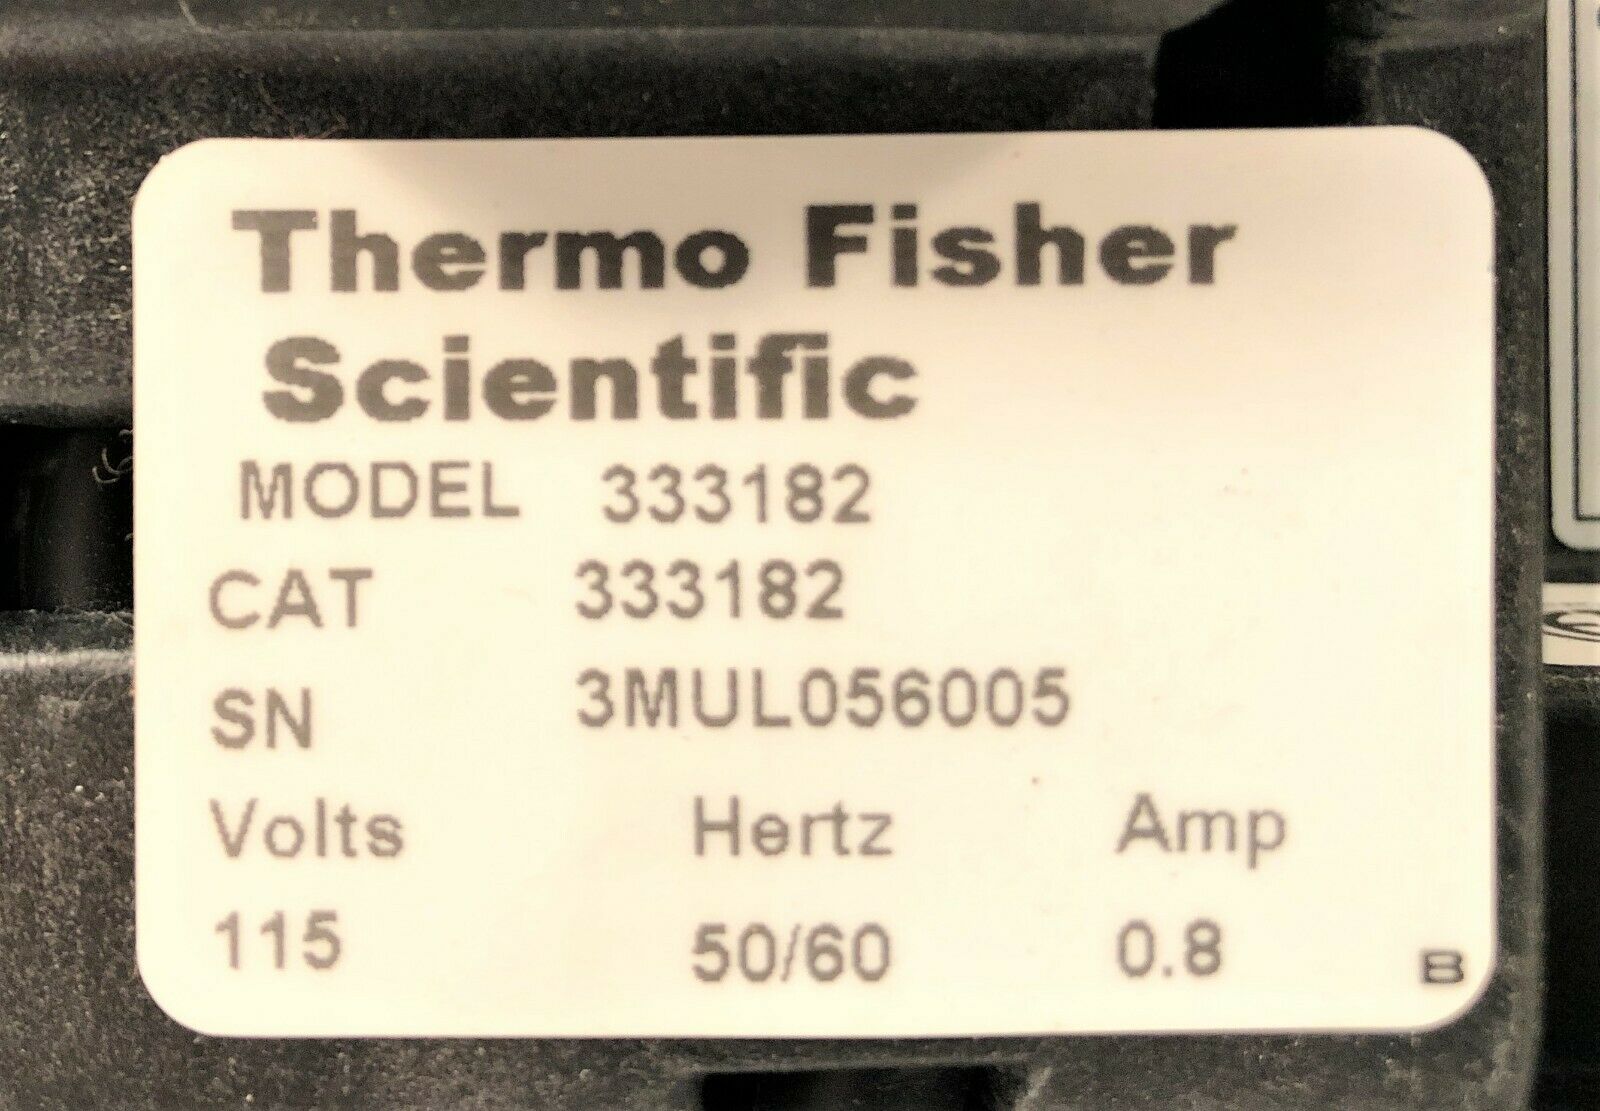 Thermo Fisher
Scientific
MODEL 333182
CAT 333182
SN 3MUL056005
Volts Hertz Amp
115 50/60 0.8
B